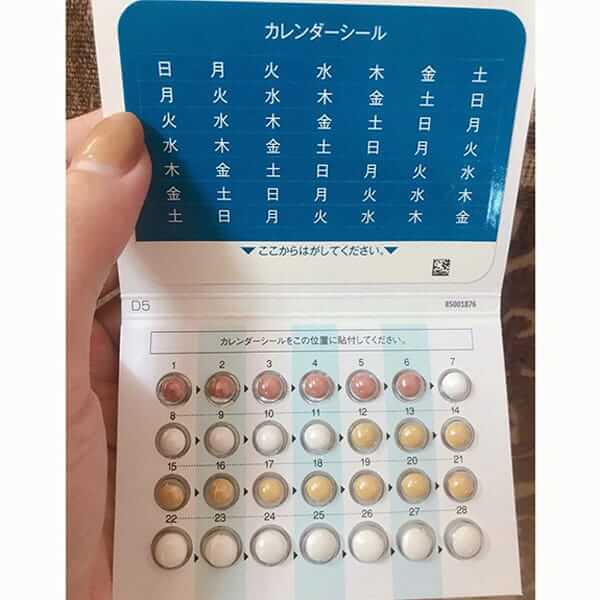 カレンダーシール
日 月 火 水 木 金 土
月 火 水 木 金 土 日
火 水 木 金 土 日 月
水 木 金 土 日 月 火
木 金 土 日 月 火 水
金 土 日 月 火 水 木
土 日 月 火 水 木 金
▼ここからはがしてください。▼
D5 85001876
カレンダーシールをこの位置に貼付してください。
1 2 3 4 5 6 7
8 9 10 11 12 13 14
15 16 17 18 19 20 21
22 23 24 25 26 27 28